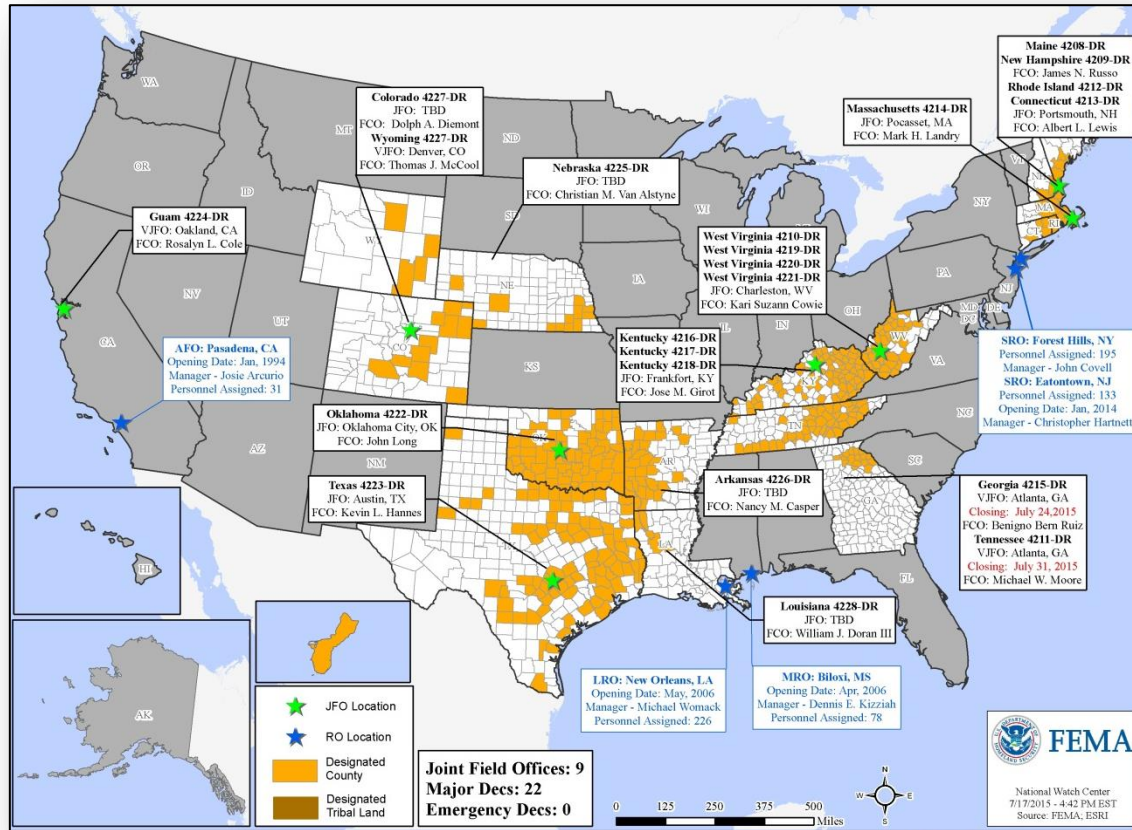 Maine 4208-DR
New Hampshire 4209-DR
FCO: James N. Russo
Rhode Island 4212-DR
Connecticut 4213-DR
JFO: Portsmouth, NH
FCO: Albert L. Lewis
Massachusetts 4214-DR
JFO: Pocasset, MA
FCO: Mark H. Landry
Colorado 4227-DR
JFO: TBD
FCO: Dolph A. Diemont
Wyoming 4227-DR
VJFO: Denver, CO
FCO: Thomas J. McCool
Nebraska 4225-DR
JFO: TBD
FCO: Christian M. Van Alstyne
Guam 4224-DR
VJFO: Oakland, CA
FCO: Rosalyn L. Cole
West Virginia 4210-DR
West Virginia 4219-DR
West Virginia 4220-DR
West Virginia 4221-DR
JFO: Charleston, WV
FCO: Kari Suzann Cowie
AFO: Pasadena, CA
Opening Date: Jan, 1994
Manager - Josie Arcurio
Personnel Assigned: 31
Kentucky 4216-DR
Kentucky 4217-DR
Kentucky 4218-DR
JFO: Frankfort, KY
FCO: Jose M. Girot
SRO: Forest Hills, NY
Personnel Assigned: 195
Manager - John Covell
SRO: Eatontown, NJ
Personnel Assigned: 133
Opening Date: Jan, 2014
Manager - Christopher Hartnett
Oklahoma 4222-DR
JFO: Oklahoma City, OK
FCO: John Long
Texas 4223-DR
JFO: Austin, TX
FCO: Kevin L. Hannes
Arkansas 4226-DR
JFO: TBD
FCO: Nancy M. Casper
Georgia 4215-DR
VJFO: Atlanta, GA
Closing: July 24,2015
FCO: Benigno Bern Ruiz
Tennessee 4211-DR
VJFO: Atlanta, GA
Closing: July 31, 2015
FCO: Michael W. Moore
Louisiana 4228-DR
JFO: TBD
FCO: William J. Doran III
LRO: New Orleans, LA
Opening Date: May, 2006
Manager - Michael Womack
Personnel Assigned: 226
MRO: Biloxi, MS
Opening Date: Apr, 2006
Manager - Dennis E. Kizziah
Personnel Assigned: 78
WA
MT
ND
OR
ID
SD
WI
NY
VT
NH
MA
CT
RI
WY
NE
IA
PA
NJ
NV
UT
CO
KS
IL
IN
OH
WV
MD
DC
DE
VA
CA
AZ
NM
OK
AR
KY
TN
NC
SC
GA
LA
FL
HI
AK
JFO Location
RO Location
Designated County
Designated Tribal Land
Joint Field Offices: 9
Major Decs: 22
Emergency Decs: 0
N
W
E
S
0 125 250 375 500
Miles
U.S. DEPARTMENT OF
HOMELAND SECURITY
FEMA
National Watch Center
7/17/2015 - 4:42 PM EST
Source: FEMA; ESRI